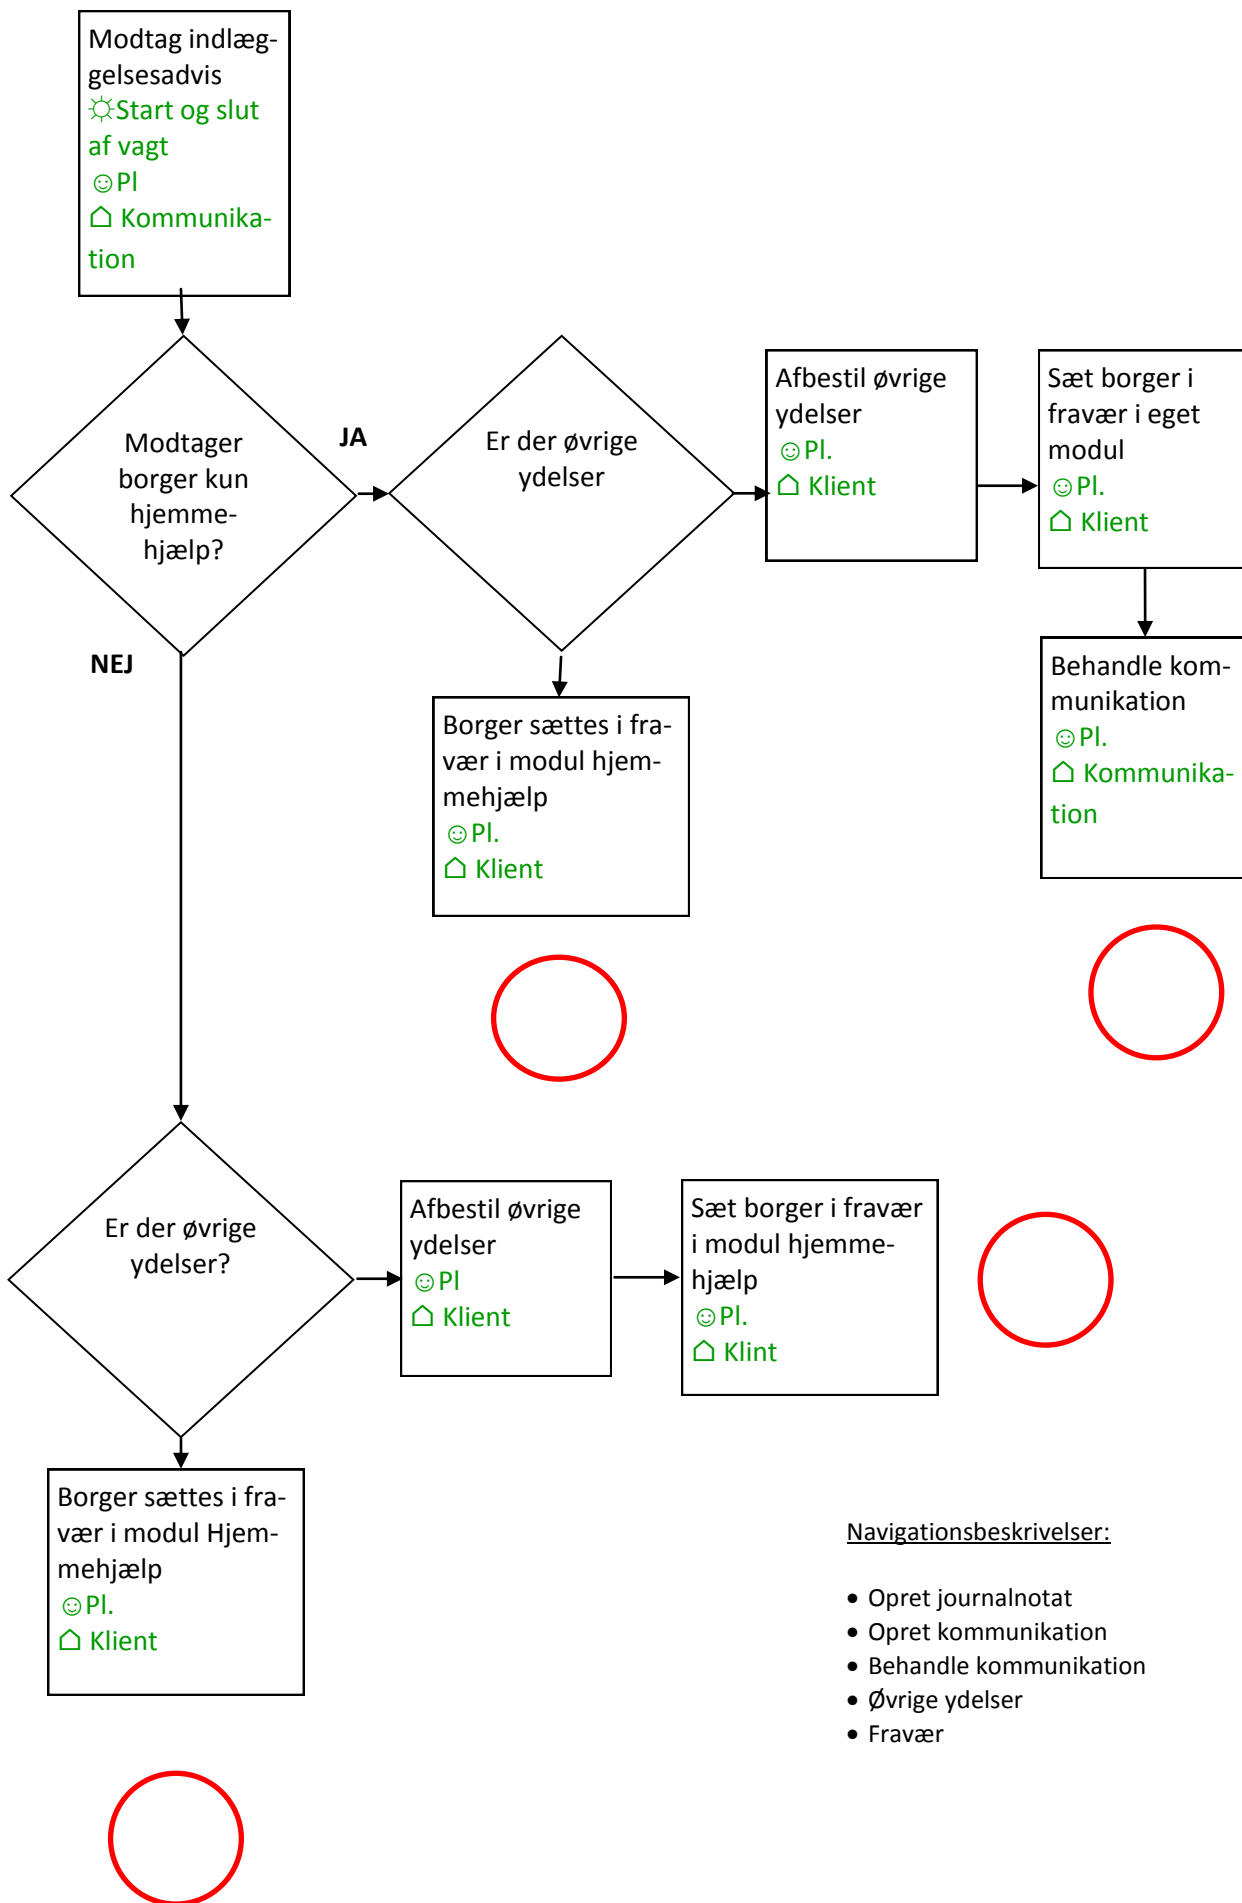 Modtag indlæg-
gelsesadvis
☼Start og slut
af vagt
☺Pl
⌂ Kommunika-
tion
Modtager
borger kun
hjemme-
hjælp?
JA
NEJ
Er der øvrige
ydelser
Afbestil øvrige
ydelser
☺Pl.
⌂ Klient
Sæt borger i
fravær i eget
modul
☺Pl.
⌂ Klient
Behandle kom-
munikation
☺Pl.
⌂ Kommunika-
tion
Borger sættes i fra-
vær i modul hjem-
mehjælp
☺Pl.
⌂ Klient
Er der øvrige
ydelser?
Afbestil øvrige
ydelser
☺Pl
⌂ Klient
Sæt borger i fravær
i modul hjemme-
hjælp
☺Pl.
⌂ Klint
Borger sættes i fra-
vær i modul Hjem-
mehjælp
☺Pl.
⌂ Klient
Navigationsbeskrivelser:
• Opret journalnotat
• Opret kommunikation
• Behandle kommunikation
• Øvrige ydelser
• Fravær